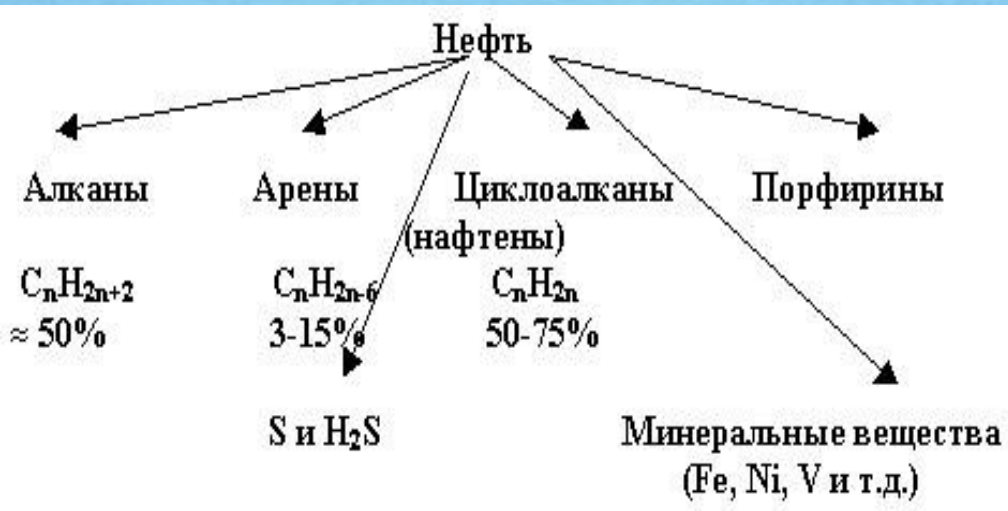 Нефть
Алканы Арены Циклоалканы Порфирины
(нафтены)
CₙH₂ₙ₊₂ CₙH₂ₙ₋₆ CₙH₂ₙ
≈ 50% 3-15% 50-75%
S и H₂S Минеральные вещества
(Fe, Ni, V и т.д.)